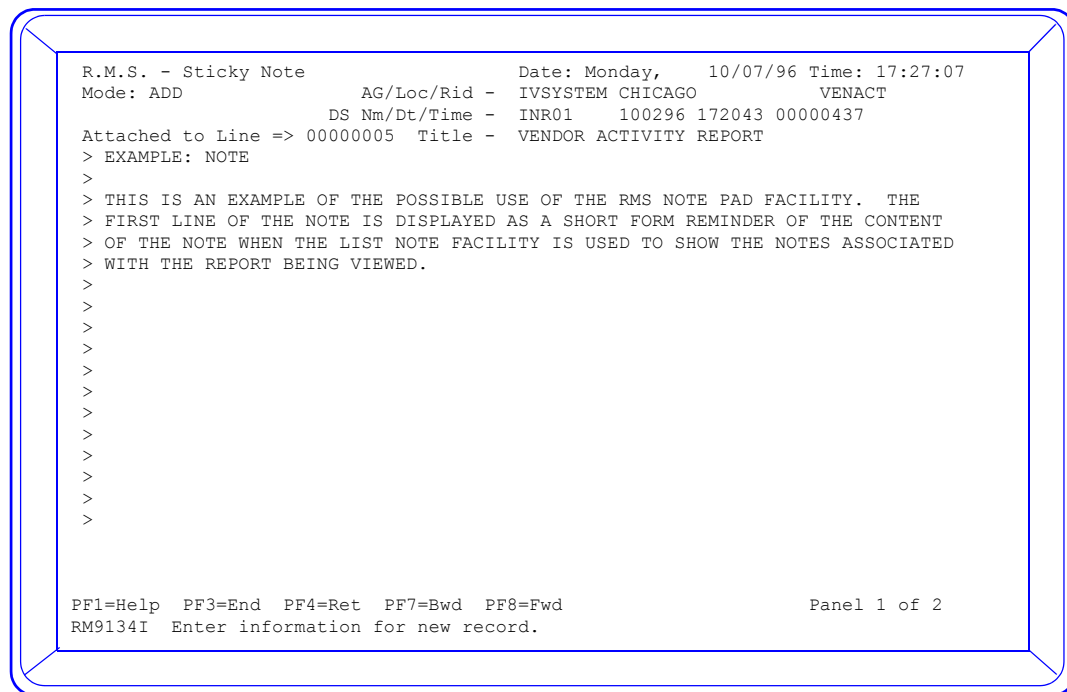 R.M.S. - Sticky Note Date: Monday, 10/07/96 Time: 17:27:07
Mode: ADD AG/Loc/Rid - IVSYSTEM CHICAGO VENACT
DS Nm/Dt/Time - INR01 100296 172043 00000437
Attached to Line => 00000005 Title - VENDOR ACTIVITY REPORT
> EXAMPLE: NOTE
>
> THIS IS AN EXAMPLE OF THE POSSIBLE USE OF THE RMS NOTE PAD FACILITY. THE
> FIRST LINE OF THE NOTE IS DISPLAYED AS A SHORT FORM REMINDER OF THE CONTENT
> OF THE NOTE WHEN THE LIST NOTE FACILITY IS USED TO SHOW THE NOTES ASSOCIATED
> WITH THE REPORT BEING VIEWED.
>
>
>
>
>
>
>
>
>
>
>
>
PF1=Help PF3=End PF4=Ret PF7=Bwd PF8=Fwd Panel 1 of 2
RM9134I Enter information for new record.